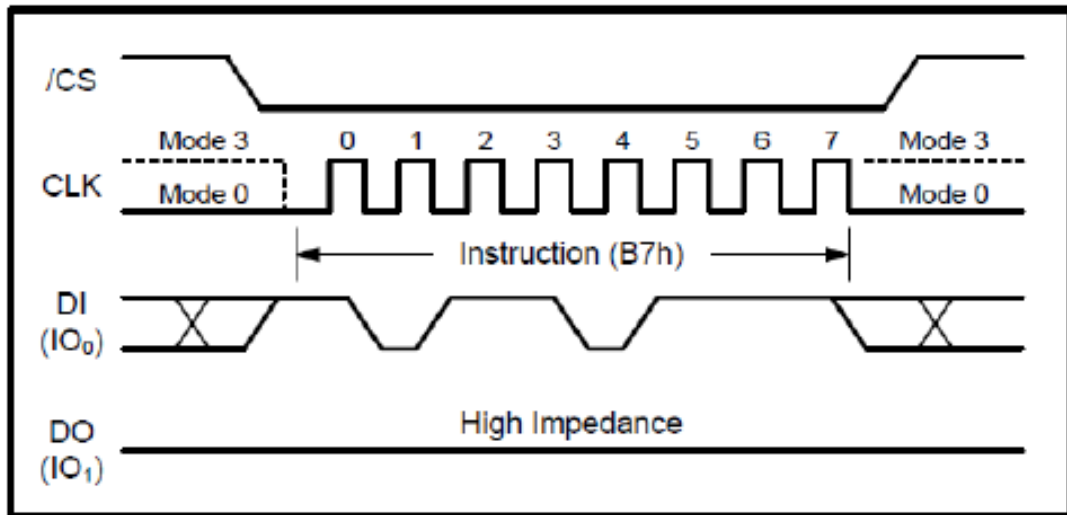 /CS
Mode 3 0 1 2 3 4 5 6 7 Mode 3
CLK
Mode 0 Mode 0
Instruction (B7h)
DI
(IO₀)
High Impedance
DO
(IO₁)